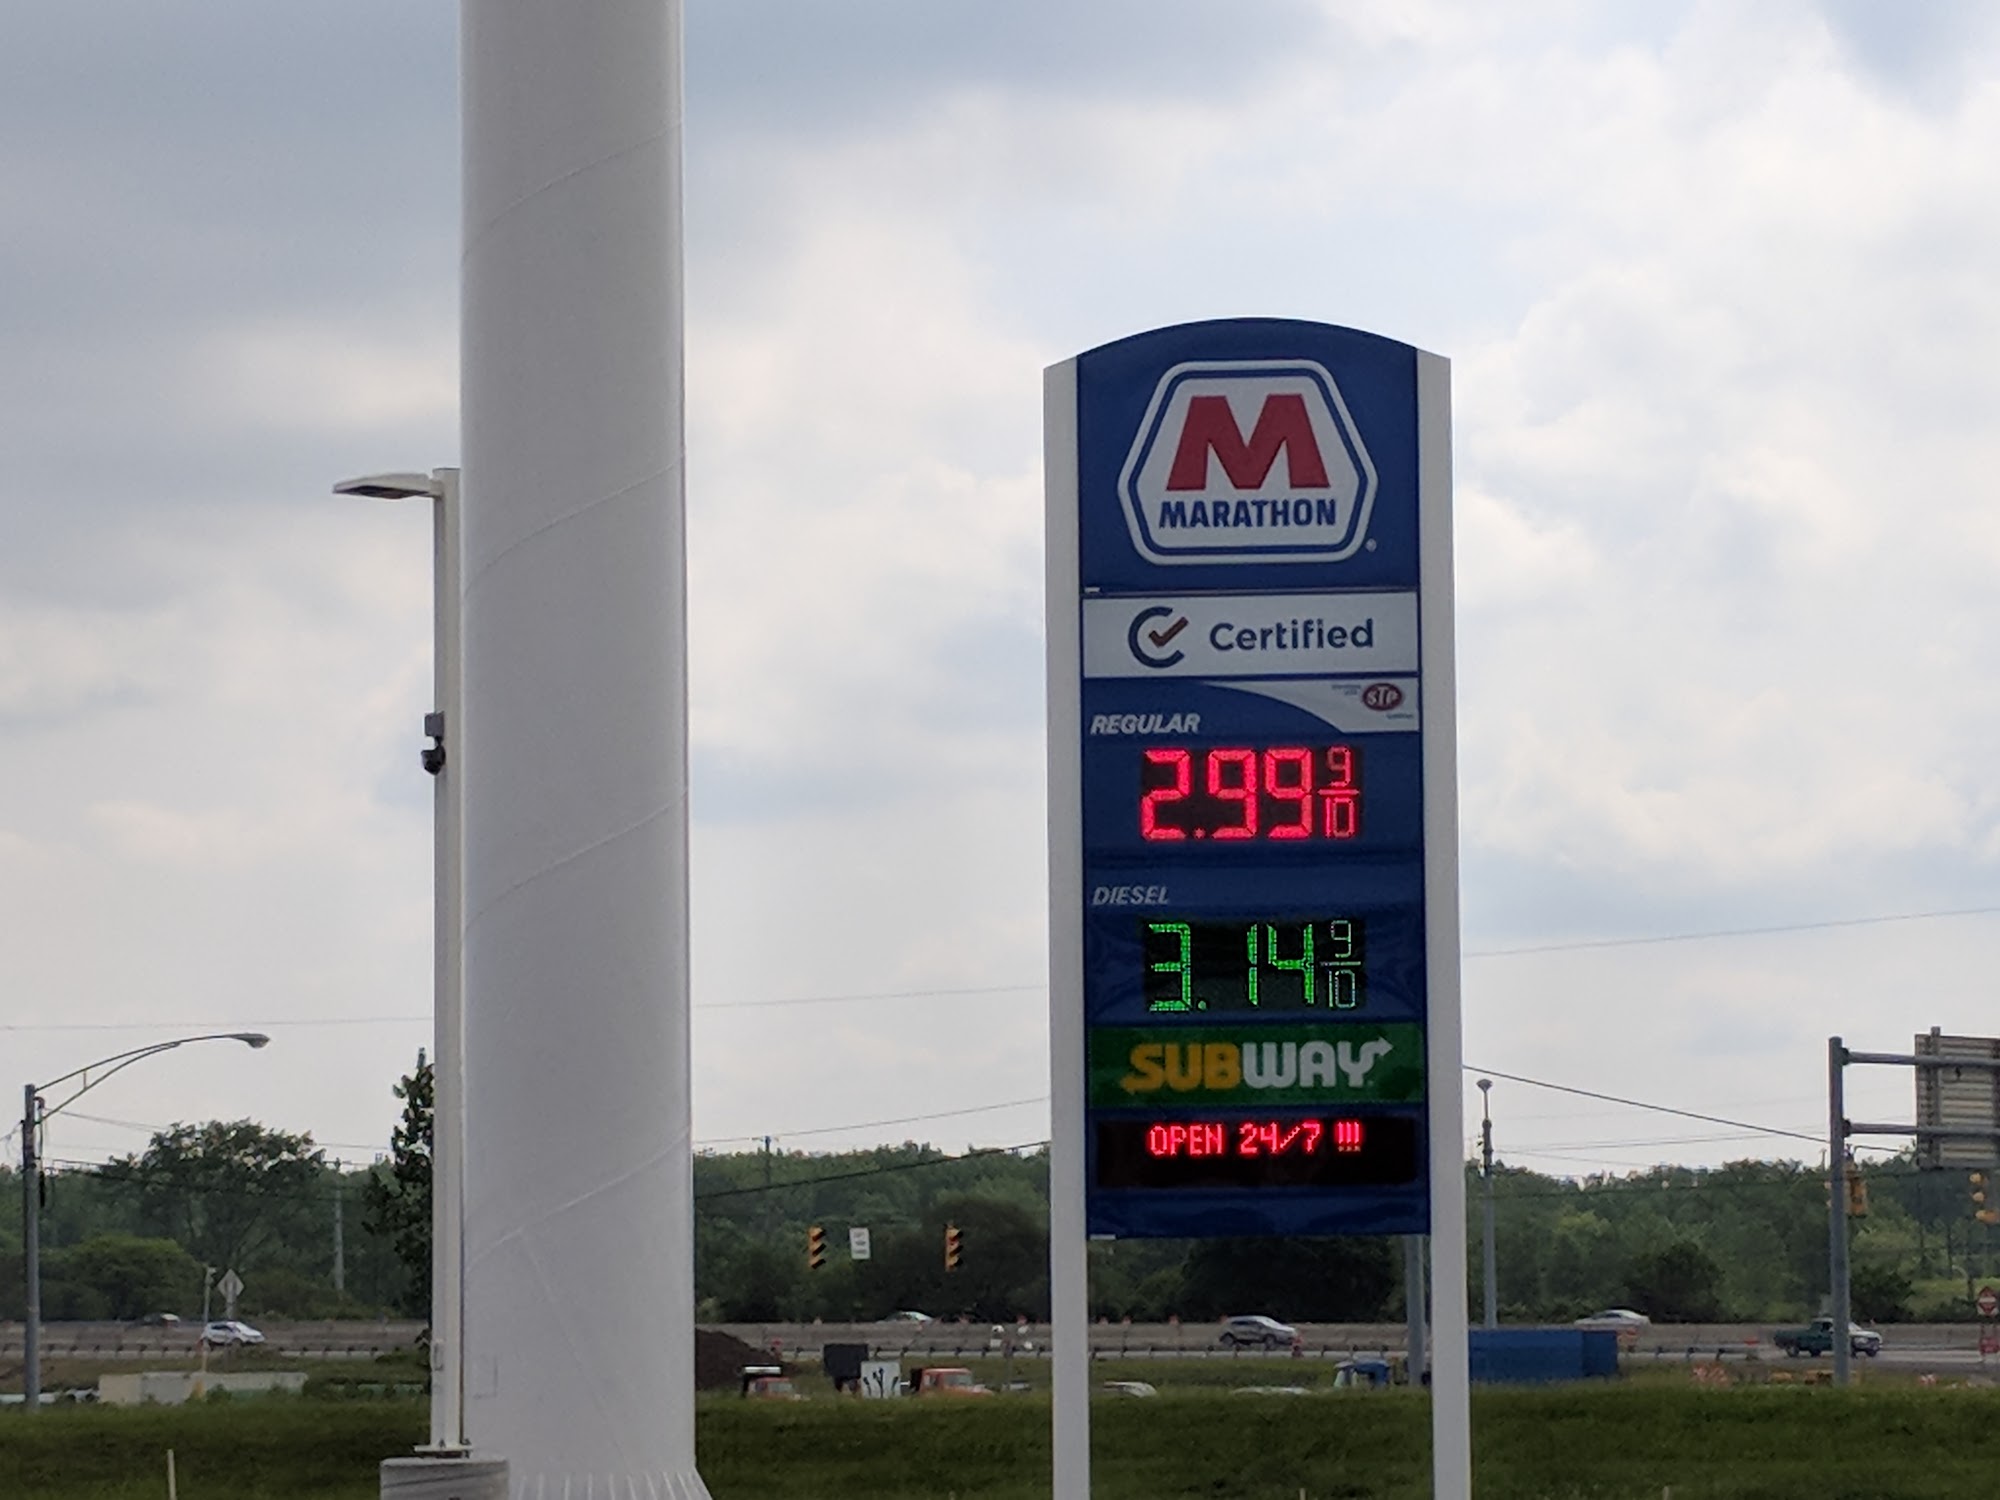 M
MARATHON
®
Certified
STP
REGULAR
2.99 9/10
DIESEL
3.14 9/10
SUBWAY
OPEN 24/7 !!!